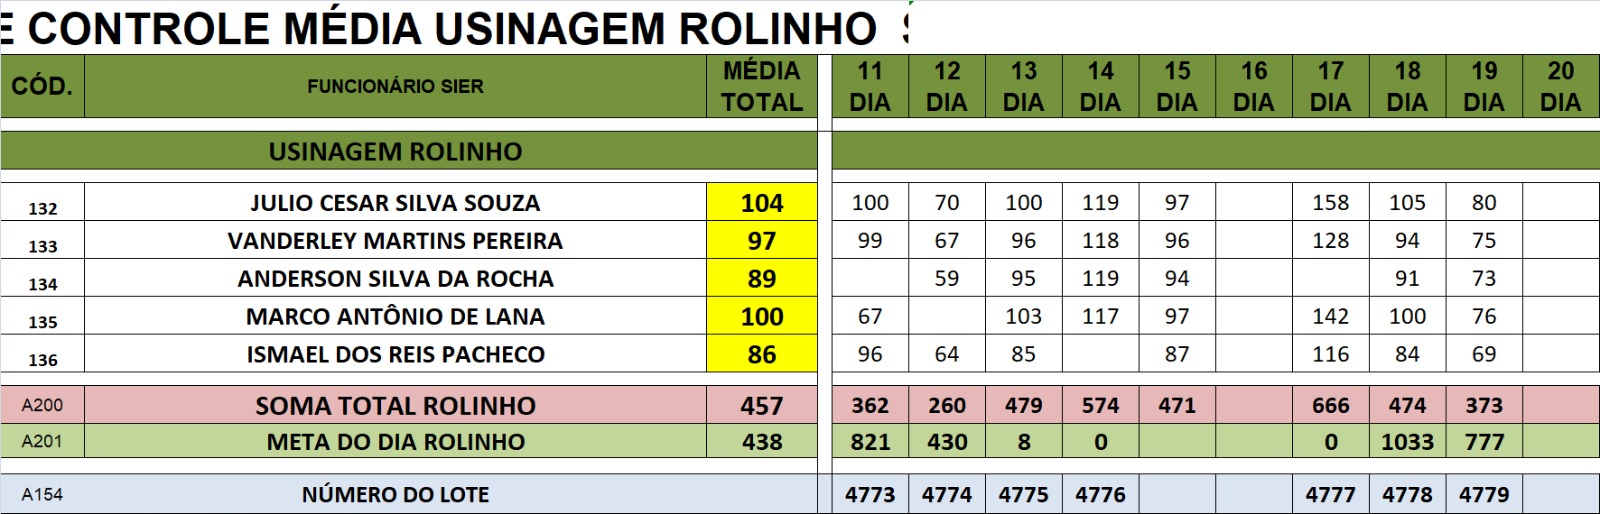 E CONTROLE MÉDIA USINAGEM ROLINHO
CÓD. FUNCIONÁRIO SIER MÉDIA TOTAL 11 DIA 12 DIA 13 DIA 14 DIA 15 DIA 16 DIA 17 DIA 18 DIA 19 DIA 20 DIA
USINAGEM ROLINHO
132 JULIO CESAR SILVA SOUZA 104 100 70 100 119 97 158 105 80
133 VANDERLEY MARTINS PEREIRA 97 99 67 96 118 96 128 94 75
134 ANDERSON SILVA DA ROCHA 89 59 95 119 94 91 73
135 MARCO ANTÔNIO DE LANA 100 67 103 117 97 142 100 76
136 ISMAEL DOS REIS PACHECO 86 96 64 85 87 116 84 69
A200 SOMA TOTAL ROLINHO 457 362 260 479 574 471 666 474 373
A201 META DO DIA ROLINHO 438 821 430 8 0 0 1033 777
A154 NÚMERO DO LOTE 4773 4774 4775 4776 4777 4778 4779